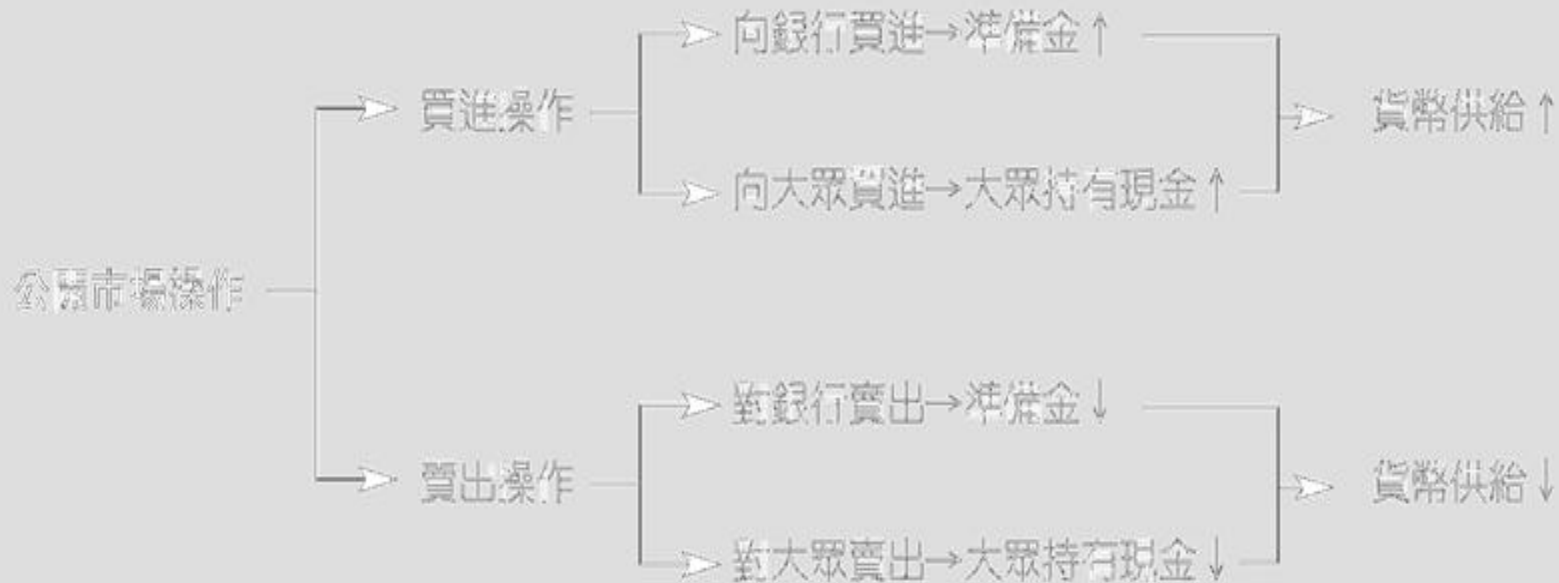 向銀行買進→準備金↑
買進操作
貨幣供給↑
向大眾買進→大眾持有現金↑
公開市場操作
對銀行賣出→準備金↓
賣出操作
貨幣供給↓
對大眾賣出→大眾持有現金↓